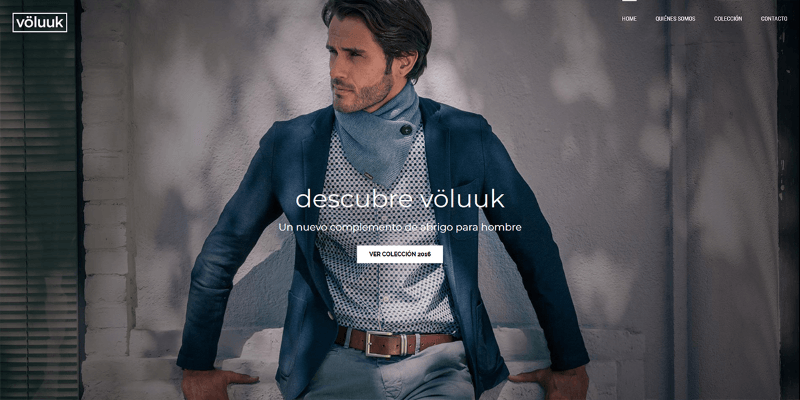 völuuk
HOME QUIÉNES SOMOS COLECCIÓN CONTACTO
descubre völuuk
Un nuevo complemento de abrigo para hombre
VER COLECCIÓN 2016